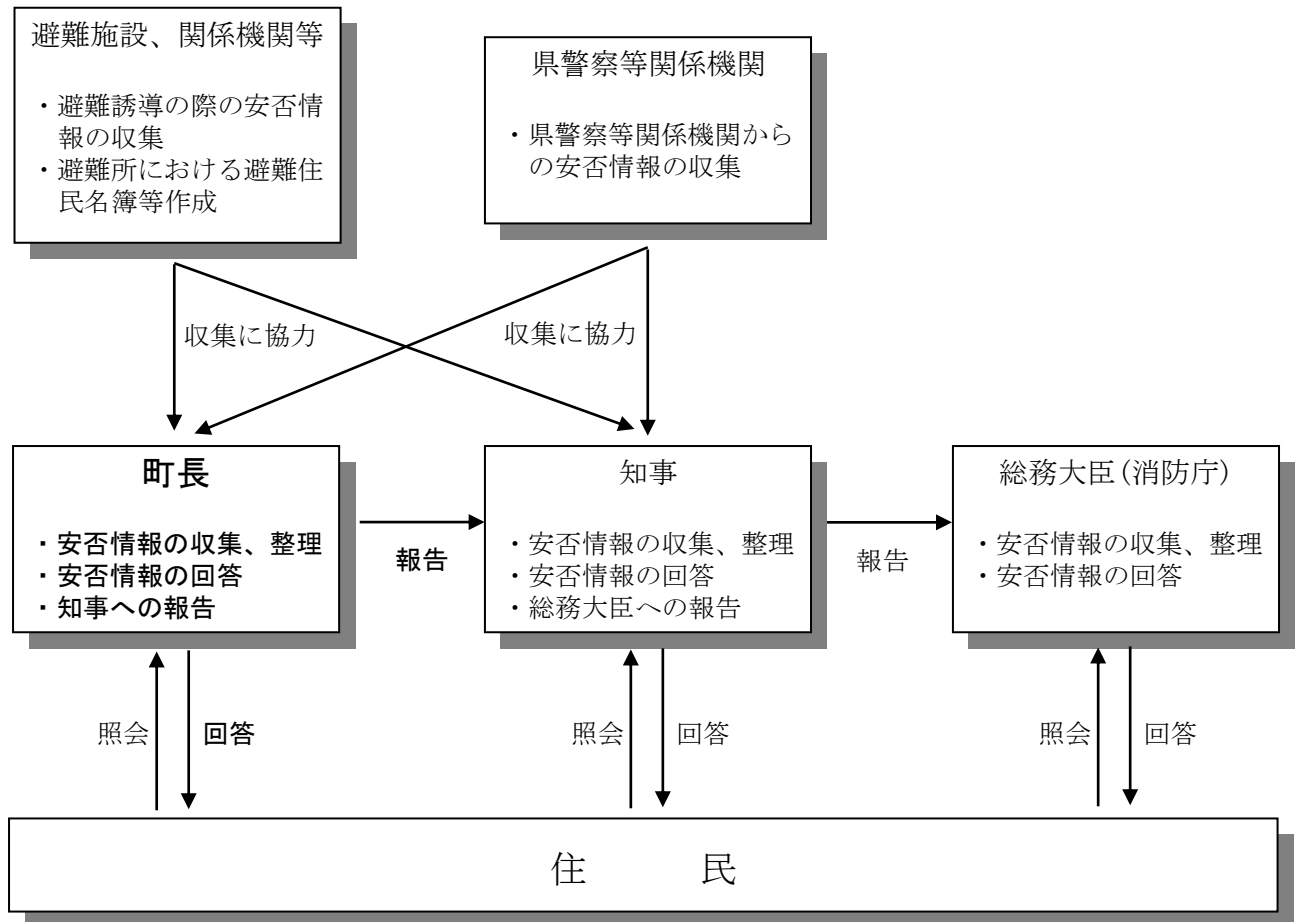 避難施設、関係機関等
・避難誘導の際の安否情
報の収集
・避難所における避難住
民名簿等作成
県警察等関係機関
・県警察等関係機関から
の安否情報の収集
収集に協力
収集に協力
町長
・安否情報の収集、整理
・安否情報の回答
・知事への報告
報告
知事
・安否情報の収集、整理
・安否情報の回答
・総務大臣への報告
報告
総務大臣(消防庁)
・安否情報の収集、整理
・安否情報の回答
照会
回答
照会
回答
照会
回答
住 民